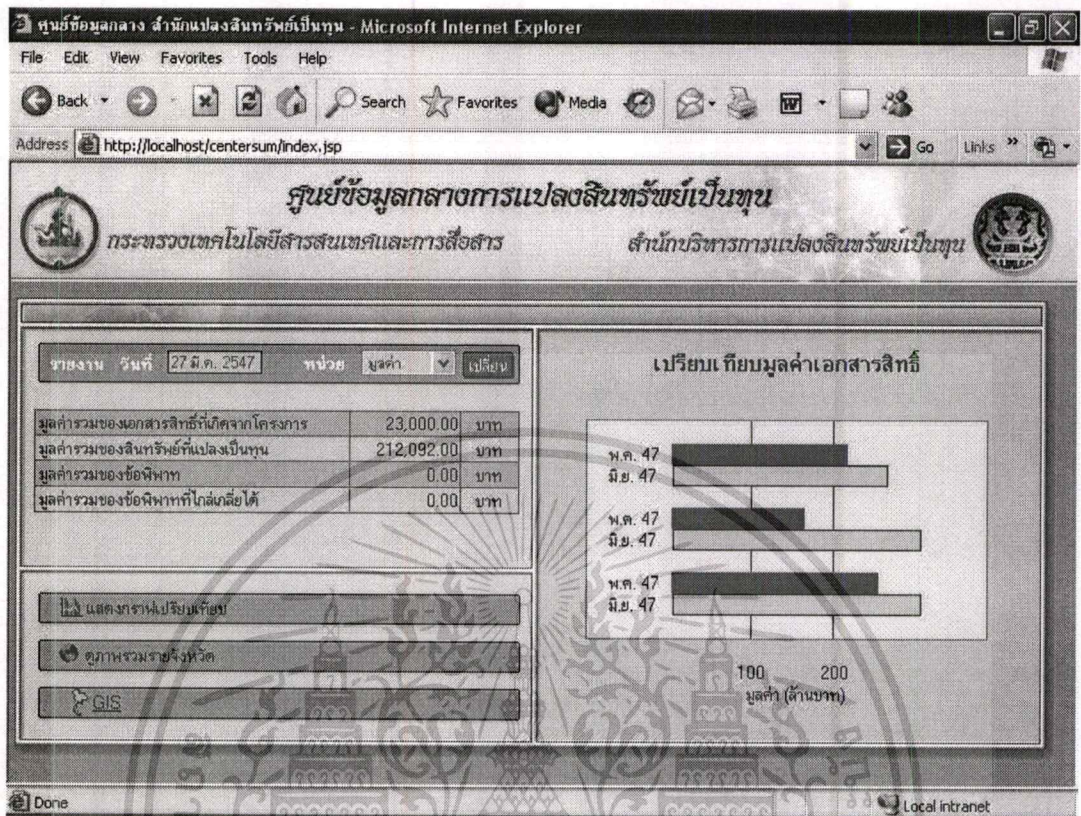 ศูนย์ข้อมูลกลาง สำนักแปลงสินทรัพย์เป็นทุน - Microsoft Internet Explorer
File Edit View Favorites Tools Help
Back Search Favorites Media
Address http://localhost/centersum/index.jsp Go Links »
ศูนย์ข้อมูลกลางการแปลงสินทรัพย์เป็นทุน
กระทรวงเทคโนโลยีสารสนเทศและการสื่อสาร สำนักบริหารการแปลงสินทรัพย์เป็นทุน
รายงาน วันที่ 27 มี.ค. 2547 หน่วย มูลค่า เปลี่ยน
มูลค่ารวมของเอกสารสิทธิ์ที่เกิดจากโครงการ 23,000.00 บาท
มูลค่ารวมของสินทรัพย์ที่แปลงเป็นทุน 212,092.00 บาท
มูลค่ารวมของข้อพิพาท 0.00 บาท
มูลค่ารวมของข้อพิพาทที่ไกล่เกลี่ยได้ 0.00 บาท
แสดงกราฟเปรียบเทียบ
ดูภาพรวมรายจังหวัด
GIS
เปรียบเทียบมูลค่าเอกสารสิทธิ์
พ.ค. 47
มิ.ย. 47
พ.ค. 47
มิ.ย. 47
พ.ค. 47
มิ.ย. 47
100 200
มูลค่า (ล้านบาท)
Done Local intranet